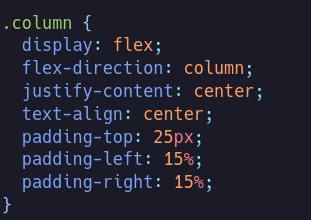 .column {
  display: flex;
  flex-direction: column;
  justify-content: center;
  text-align: center;
  padding-top: 25px;
  padding-left: 15%;
  padding-right: 15%;
}